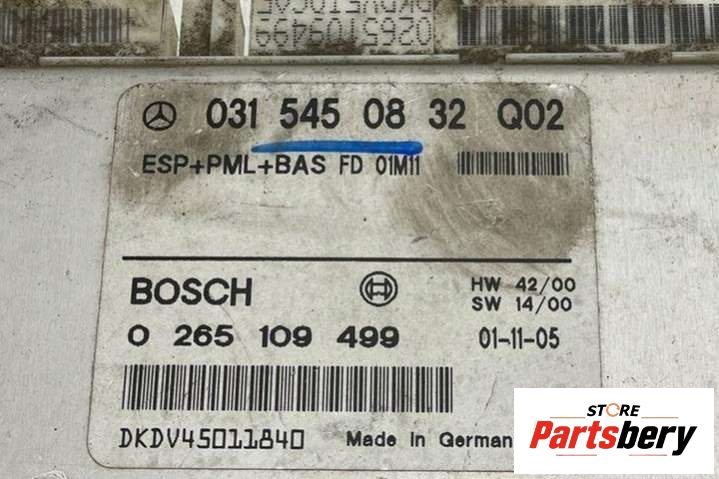 0265109499
031 545 08 32 Q02
ESP+PML+BAS FD 01M11
BOSCH
HW 42/00
SW 14/00
0 265 109 499
01-11-05
DKDV45011840
Made in German
STORE
Partsbery